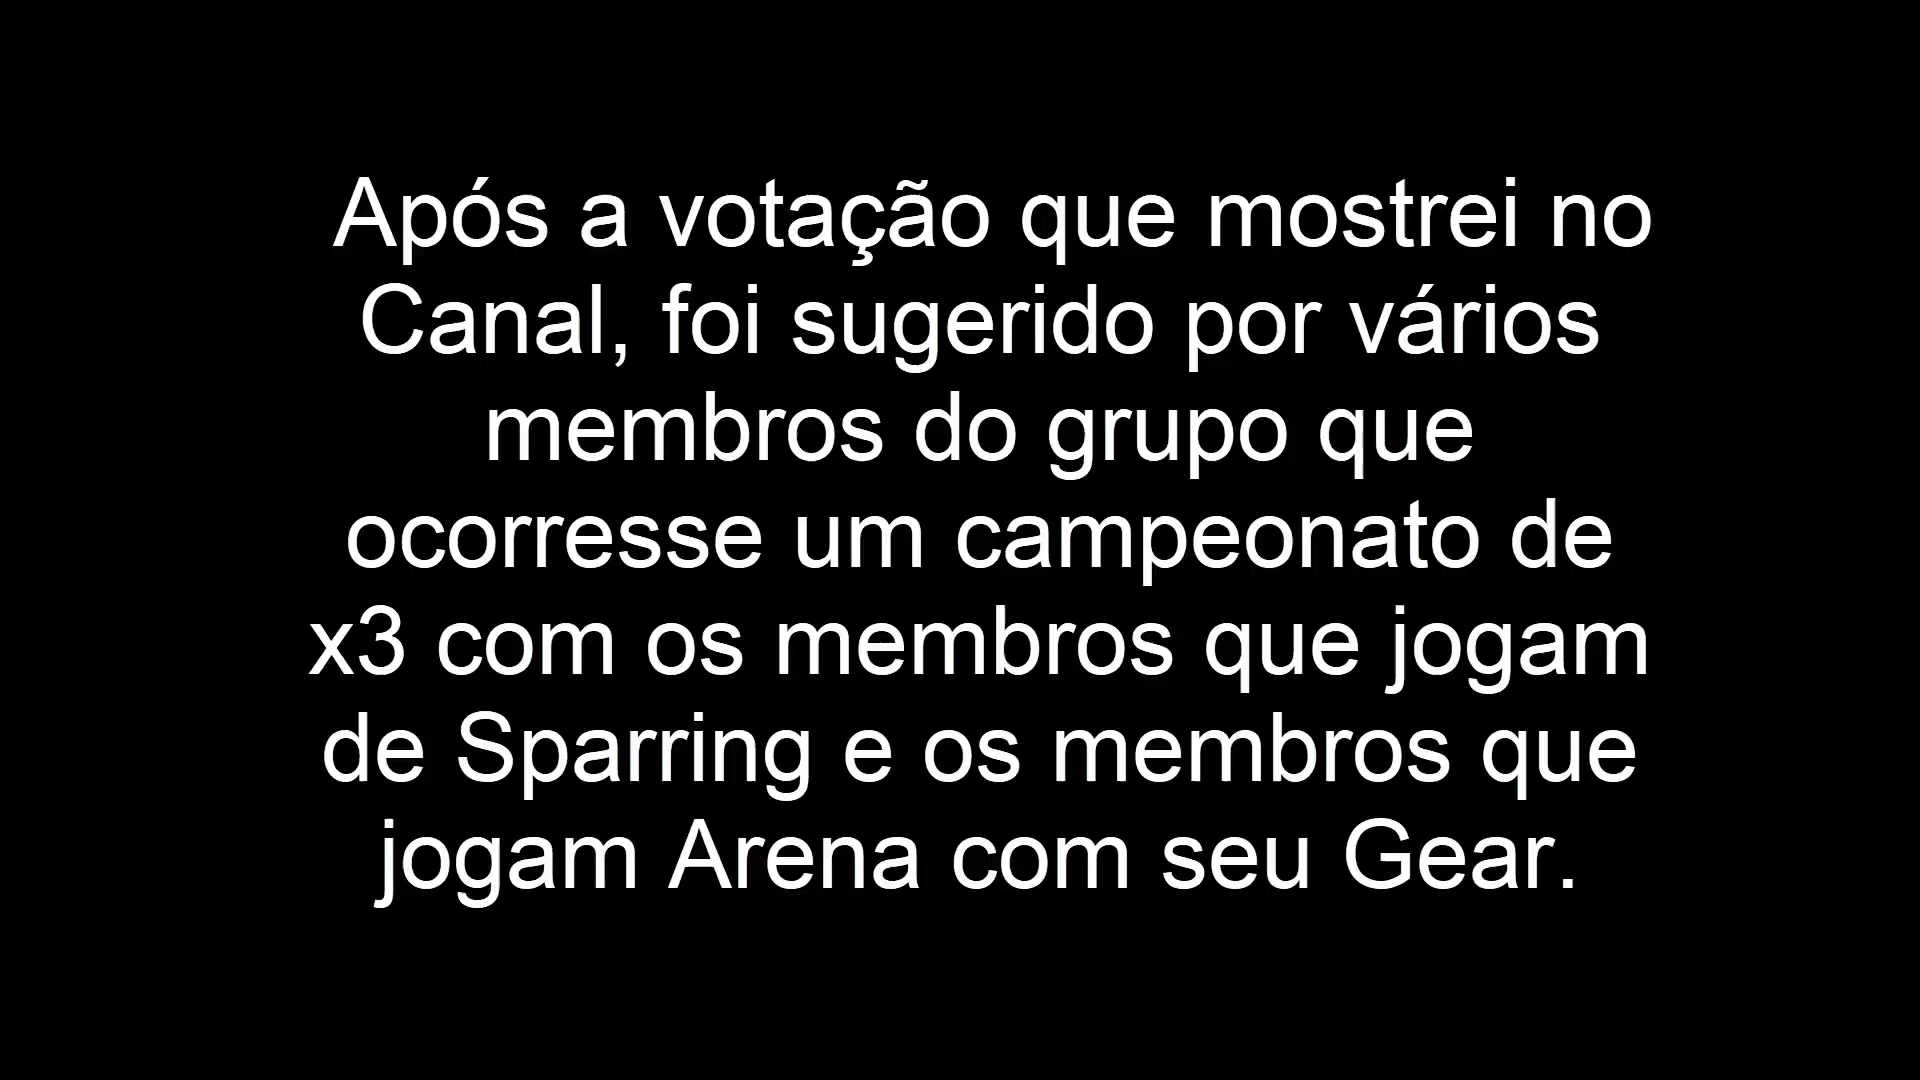 Após a votação que mostrei no
Canal, foi sugerido por vários
membros do grupo que
ocorresse um campeonato de
x3 com os membros que jogam
de Sparring e os membros que
jogam Arena com seu Gear.